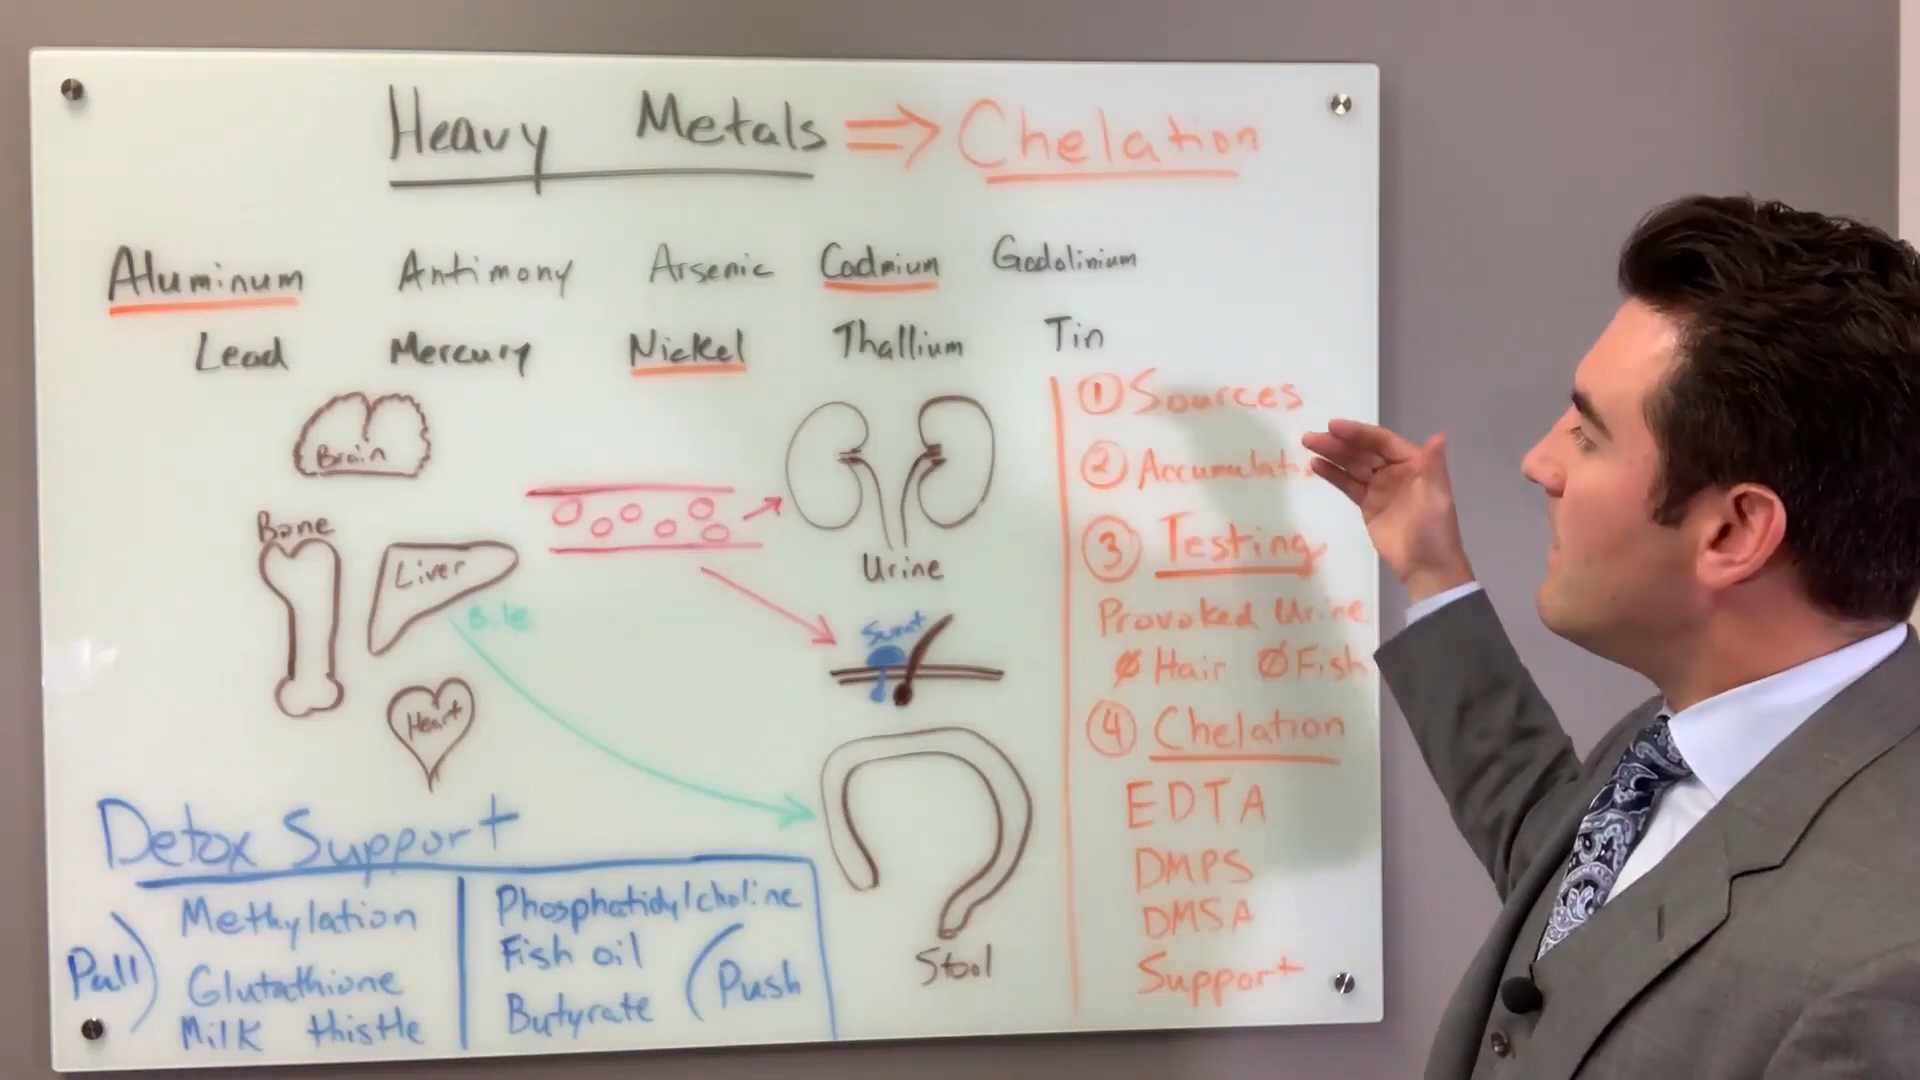 Heavy Metals ⇒ Chelation
Aluminum Antimony Arsenic Cadmium Gadolinium
Lead Mercury Nickel Thallium Tin
Brain
Bone
Liver
Bile
Heart
Urine
Sweat
Stool
① Sources
② Accumulati
③ Testing
Provoked Urine
Ø Hair Ø Fish
④ Chelation
EDTA
DMPS
DMSA
Support
Detox Support
Pull)
Methylation
Glutathione
Milk thistle
Phosphatidylcholine
Fish oil
Butyrate
(Push